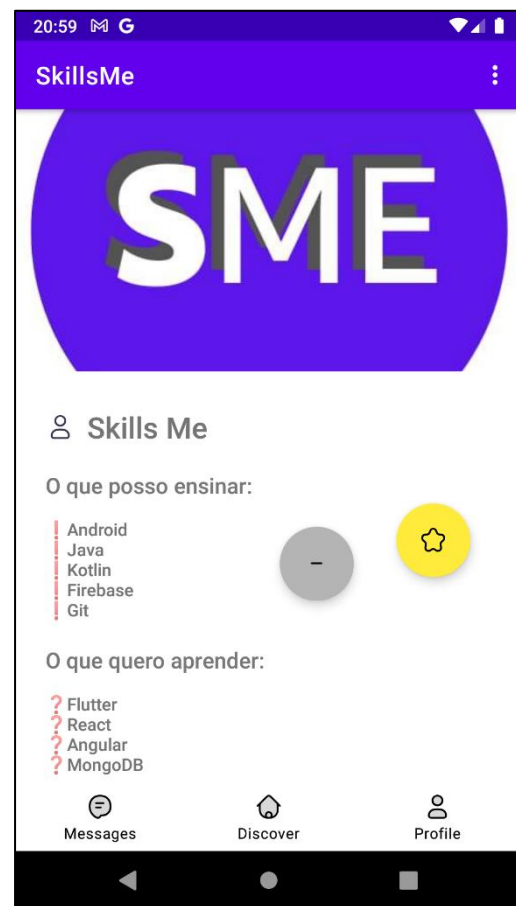 20:59 M G
SkillsMe
SME
Skills Me
O que posso ensinar:
❗Android
❗Java
❗Kotlin
❗Firebase
❗Git
O que quero aprender:
❓Flutter
❓React
❓Angular
❓MongoDB
Messages Discover Profile